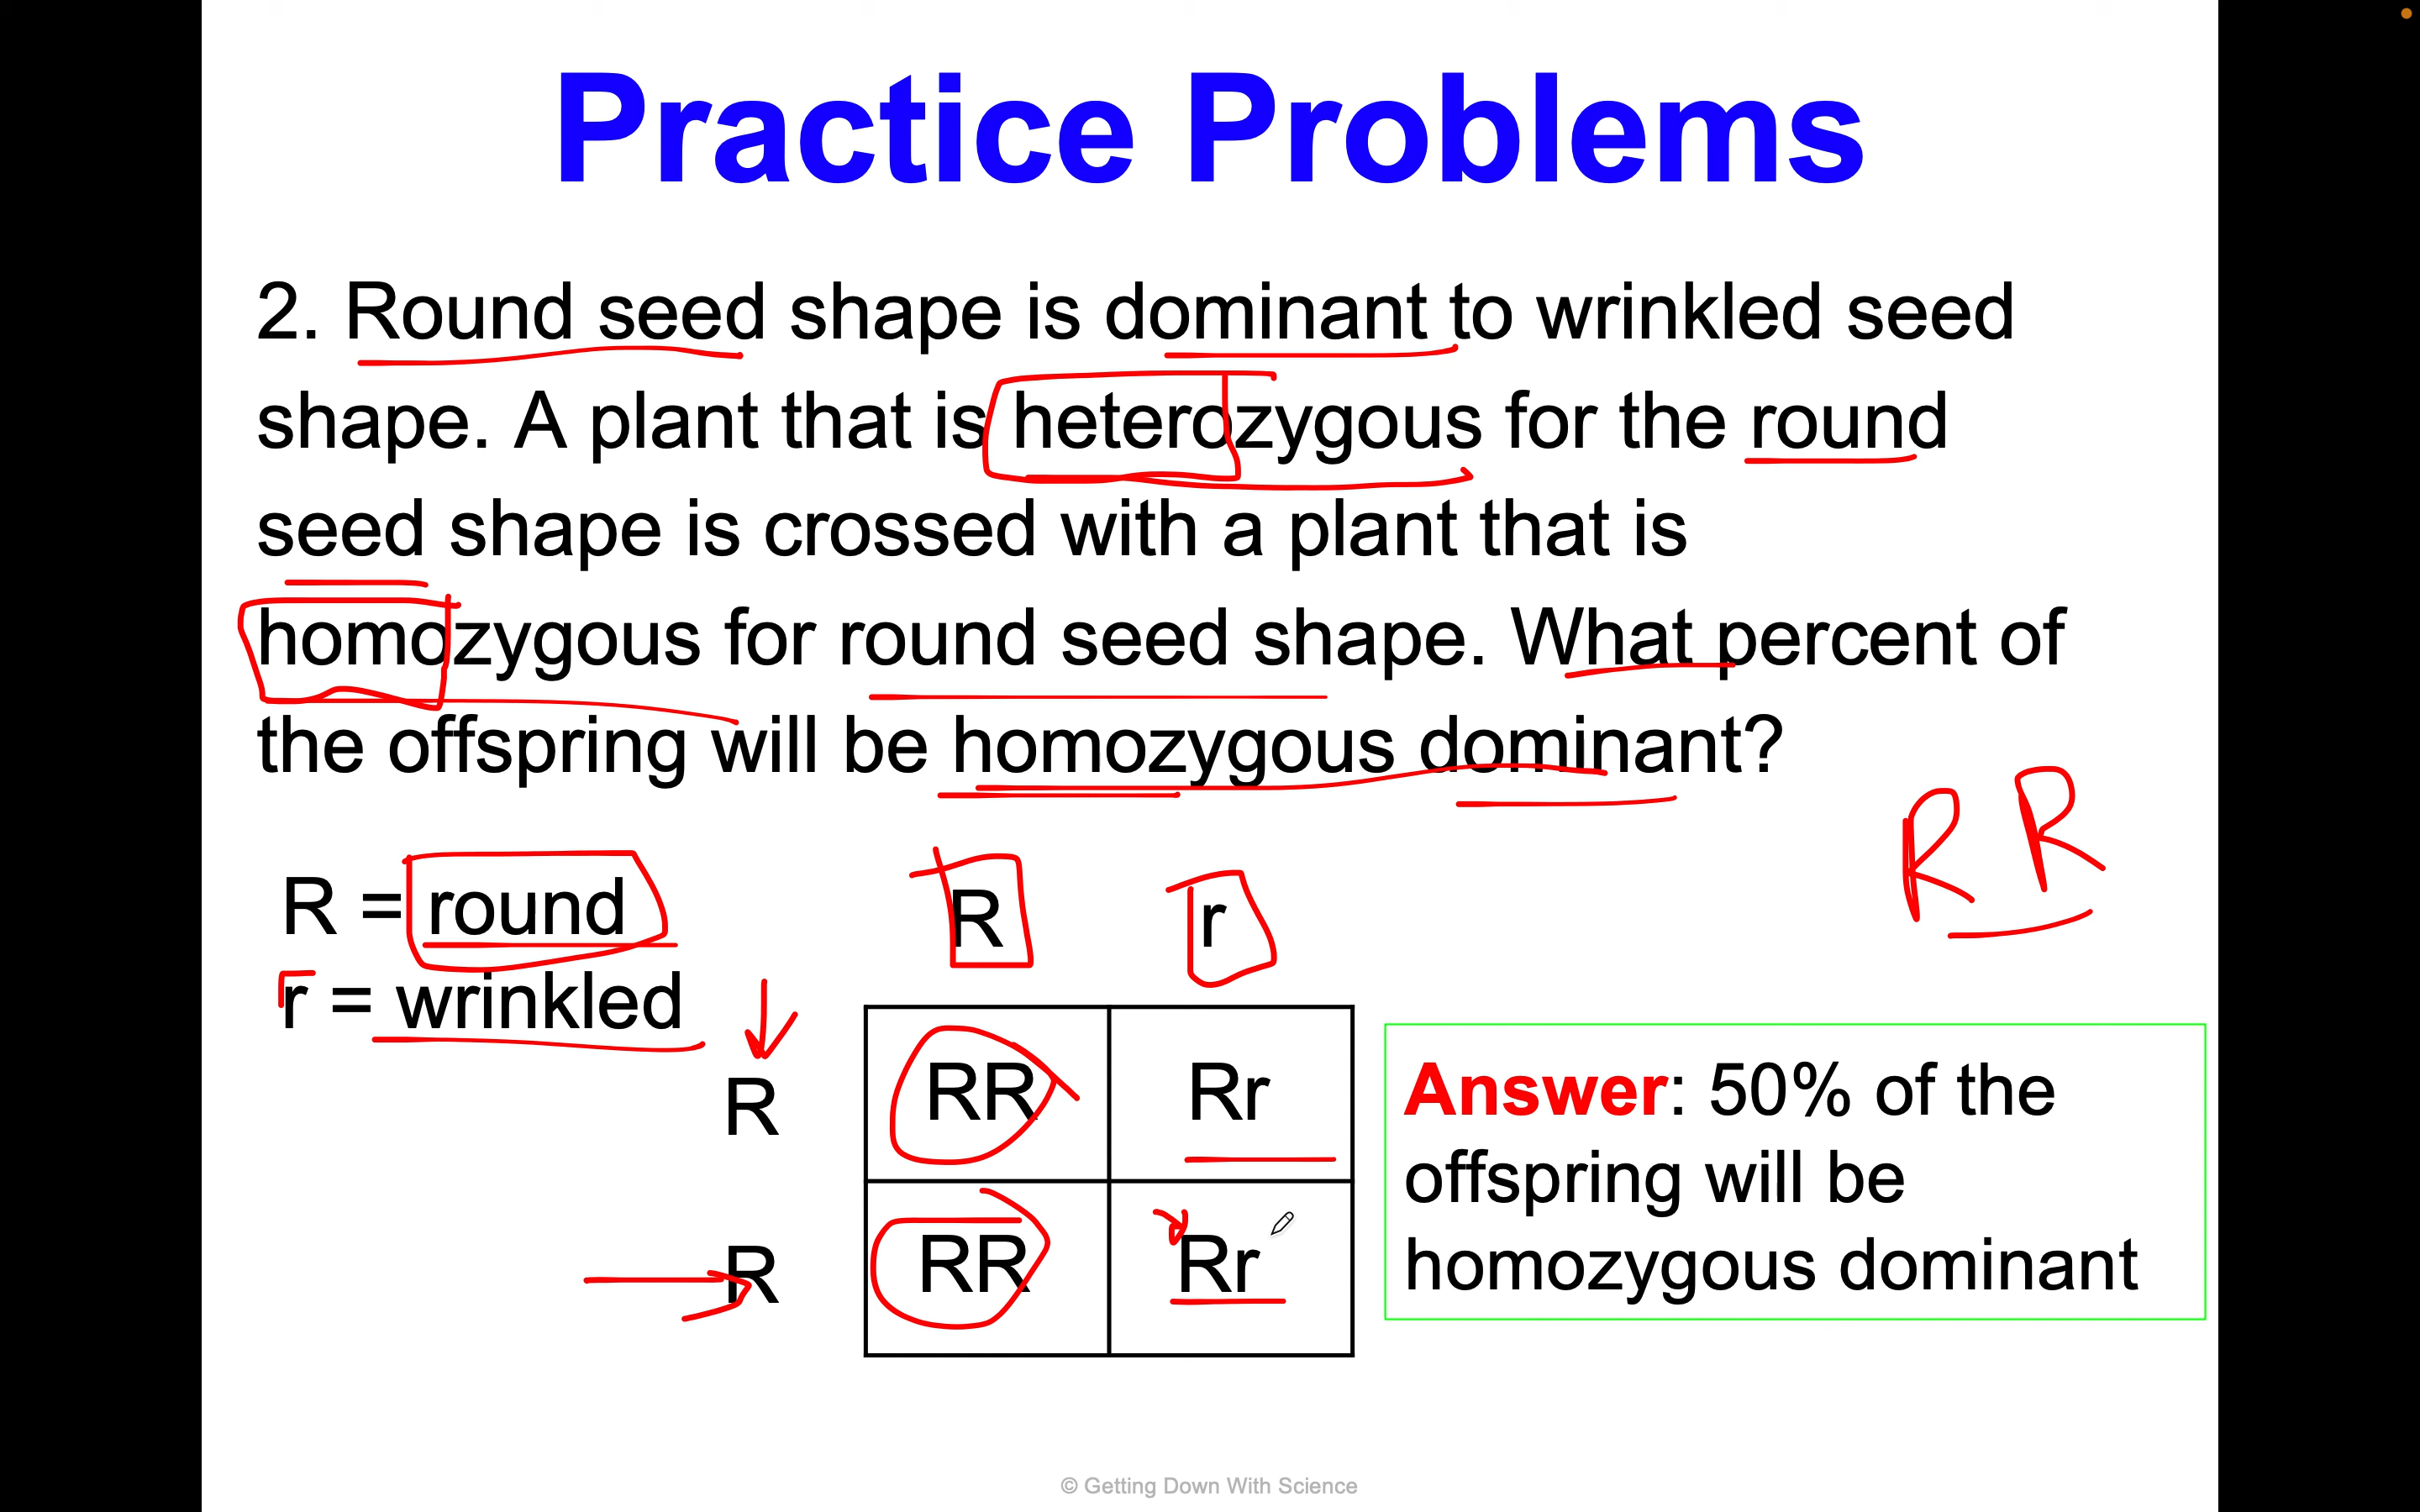 Practice Problems
2. Round seed shape is dominant to wrinkled seed
shape. A plant that is heterozygous for the round
seed shape is crossed with a plant that is
homozygous for round seed shape. What percent of
the offspring will be homozygous dominant?
R R
R = round
r = wrinkled
R r
R RR Rr
R RR Rr
Answer: 50% of the
offspring will be
homozygous dominant
© Getting Down With Science